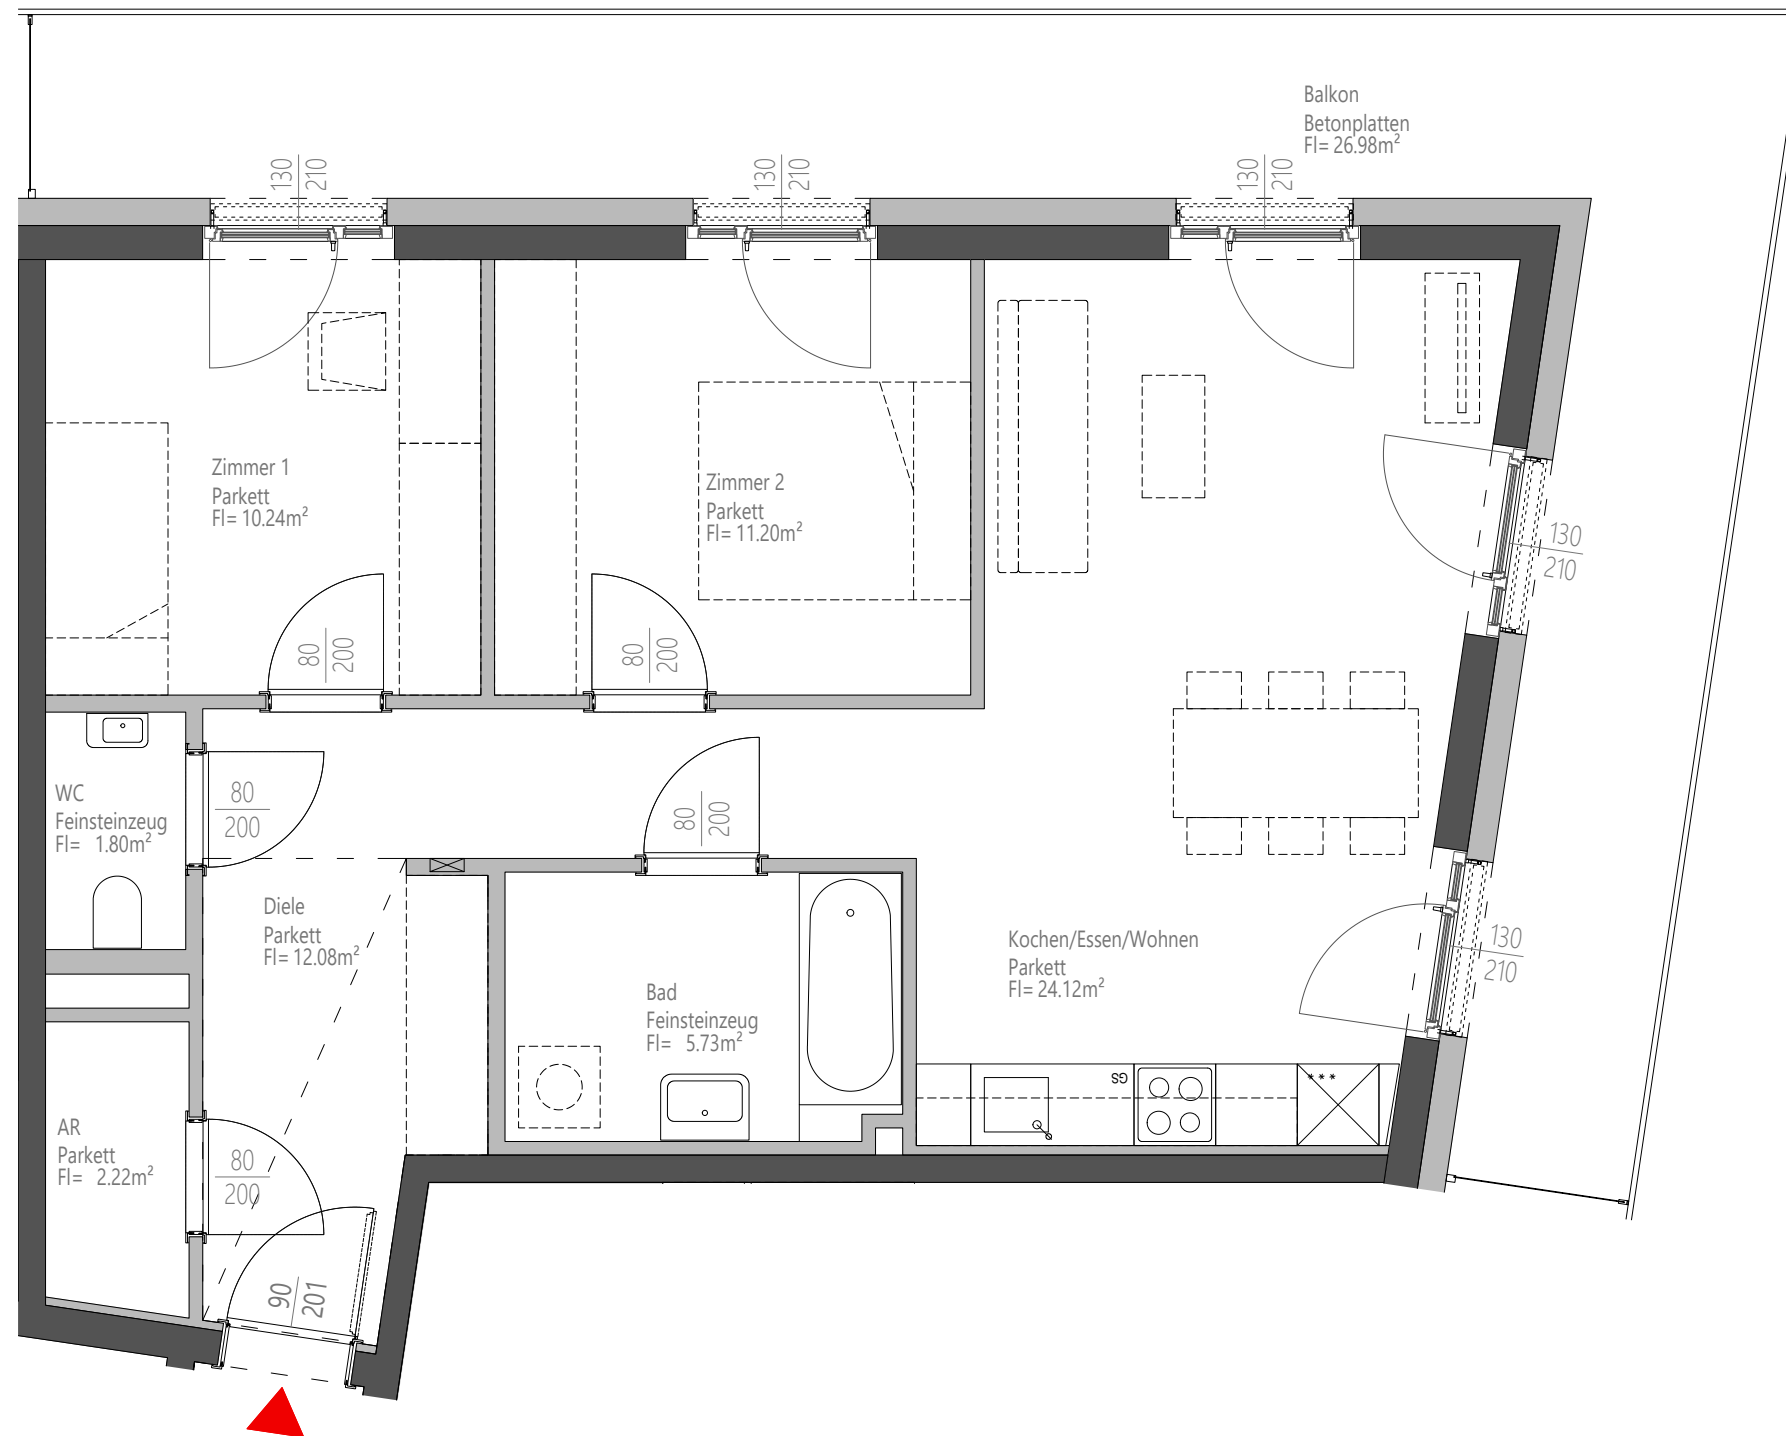 Balkon
Betonplatten
Fl= 26.98m²
130
210
130
210
130
210
Zimmer 1
Parkett
Fl= 10.24m²
Zimmer 2
Parkett
Fl= 11.20m²
130
210
80
200
80
200
WC
Feinsteinzeug
Fl= 1.80m²
80
200
80
200
Diele
Parkett
Fl= 12.08m²
Kochen/Essen/Wohnen
Parkett
Fl= 24.12m²
130
210
Bad
Feinsteinzeug
Fl= 5.73m²
GS
***
AR
Parkett
Fl= 2.22m²
80
200
90
201